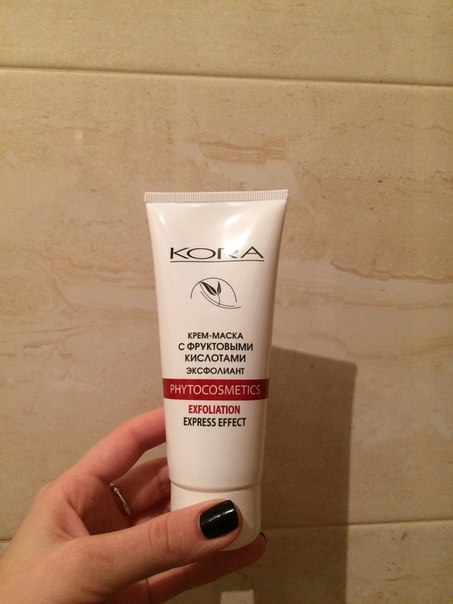 KORA
КРЕМ-МАСКА
С ФРУКТОВЫМИ
КИСЛОТАМИ
ЭКСФОЛИАНТ
PHYTOCOSMETICS
EXFOLIATION
EXPRESS EFFECT